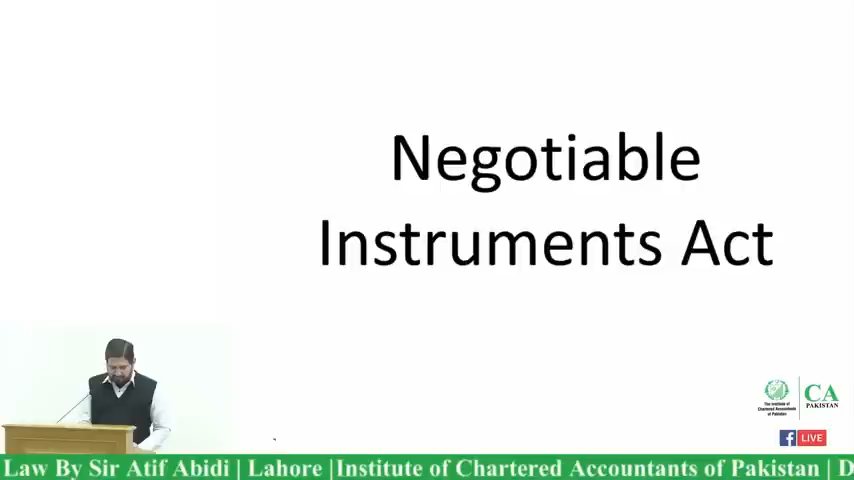 Negotiable
Instruments Act
The Institute of
Chartered Accountants
of Pakistan
CA
PAKISTAN
f LIVE
Law By Sir Atif Abidi | Lahore |Institute of Chartered Accountants of Pakistan | D